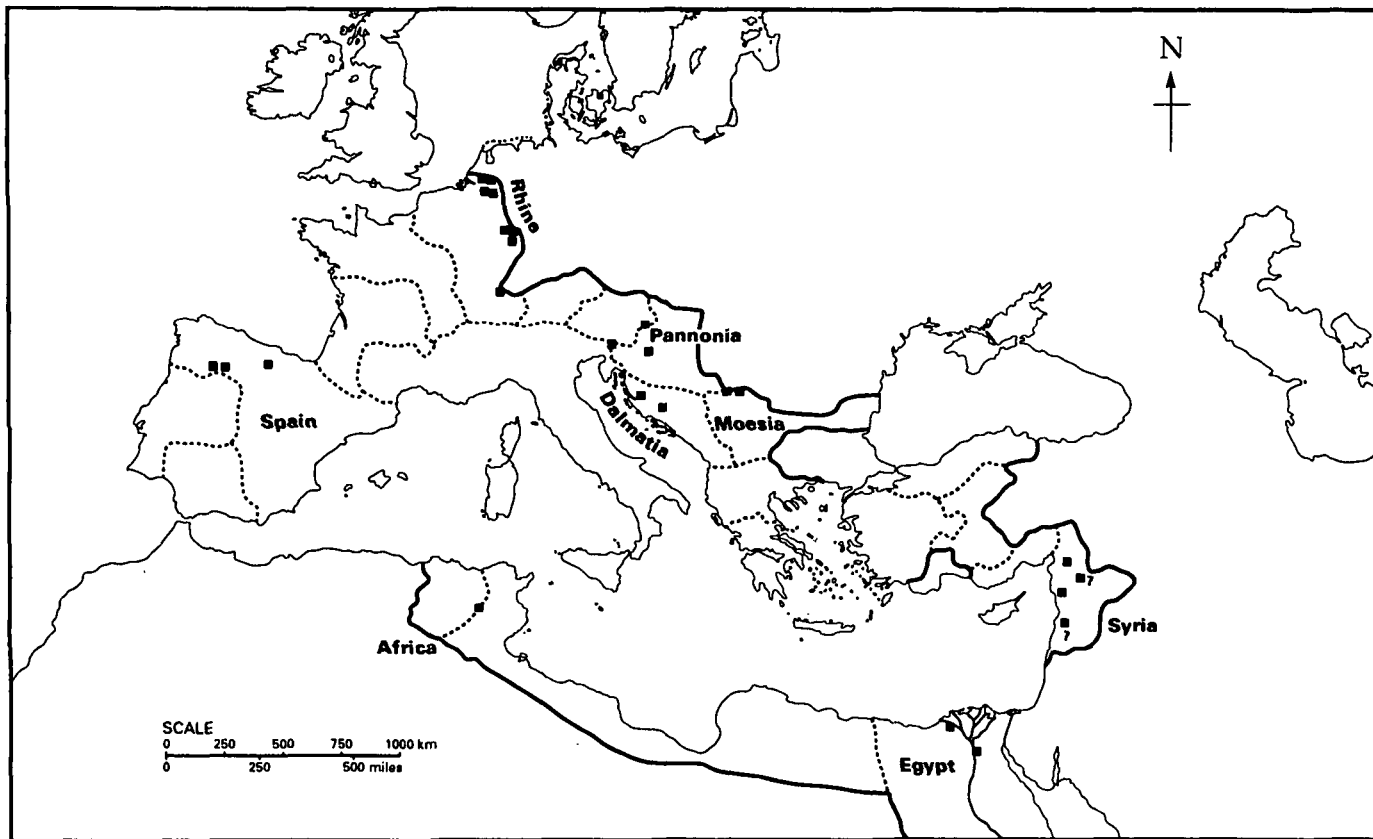 N
Rhine
Pannonia
Dalmatia
Moesia
Spain
?
Syria
?
Africa
SCALE
0 250 500 750 1000 km
0 250 500 miles
Egypt